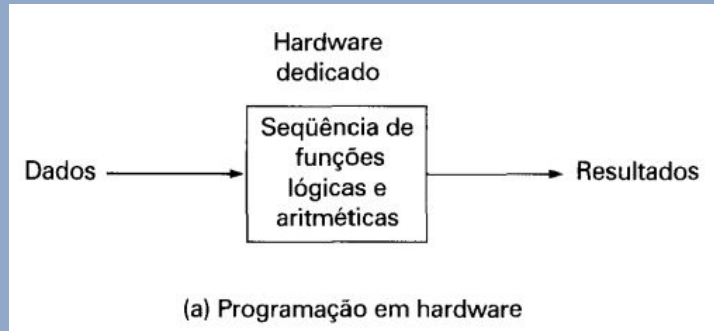 Hardware
dedicado
Dados
Seqüência de
funções
lógicas e
aritméticas
Resultados
(a) Programação em hardware